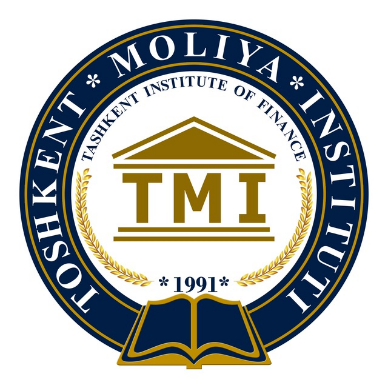 TOSHKENT * MOLIYA * INSTITUTI
TASHKENT INSTITUTE OF FINANCE
TMI
*1991*